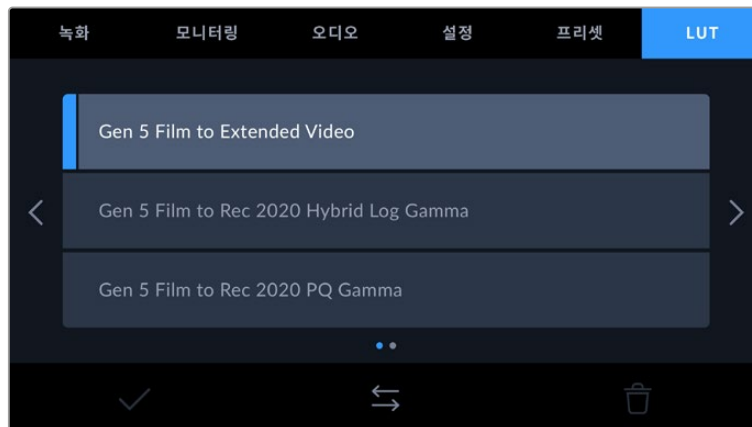 녹화 모니터링 오디오 설정 프리셋 LUT
Gen 5 Film to Extended Video
Gen 5 Film to Rec 2020 Hybrid Log Gamma
Gen 5 Film to Rec 2020 PQ Gamma